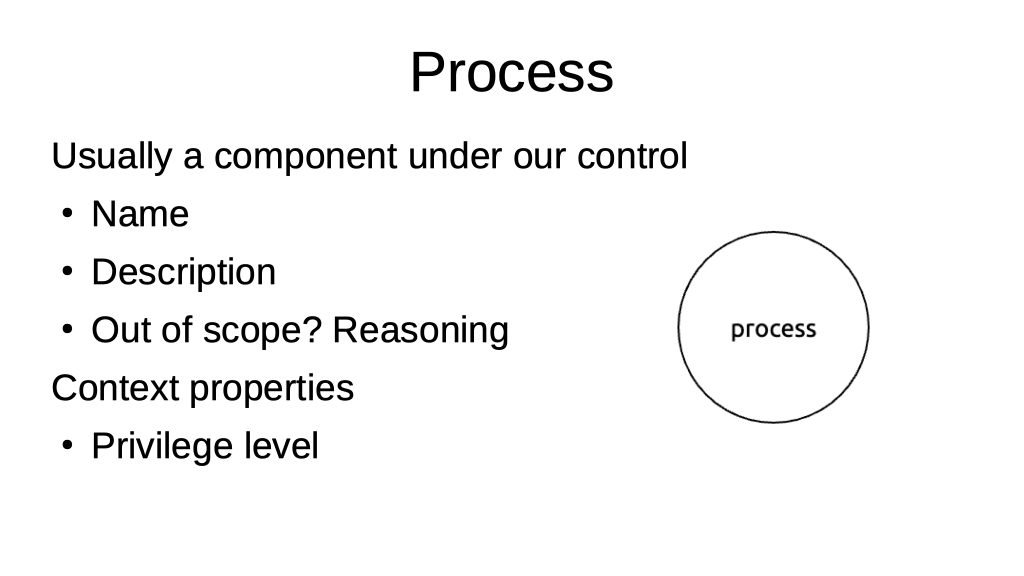 Process
Usually a component under our control
• Name
• Description
• Out of scope? Reasoning
Context properties
• Privilege level
process